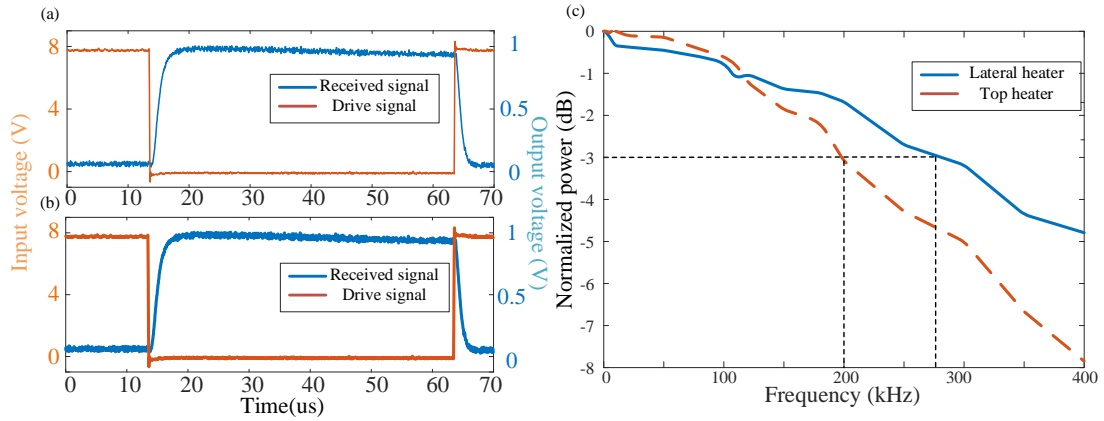 (a)
8
4
0
1
0.5
0
Received signal
Drive signal
0 10 20 30 40 50 60 70
(b)
8
4
0
1
0.5
0
Received signal
Drive signal
0 10 20 30 40 50 60 70
Time(us)
Input voltage (V)
Output voltage (V)
(c)
0
-1
-2
-3
-4
-5
-6
-7
-8
Normalized power (dB)
Lateral heater
Top heater
0 100 200 300 400
Frequency (kHz)